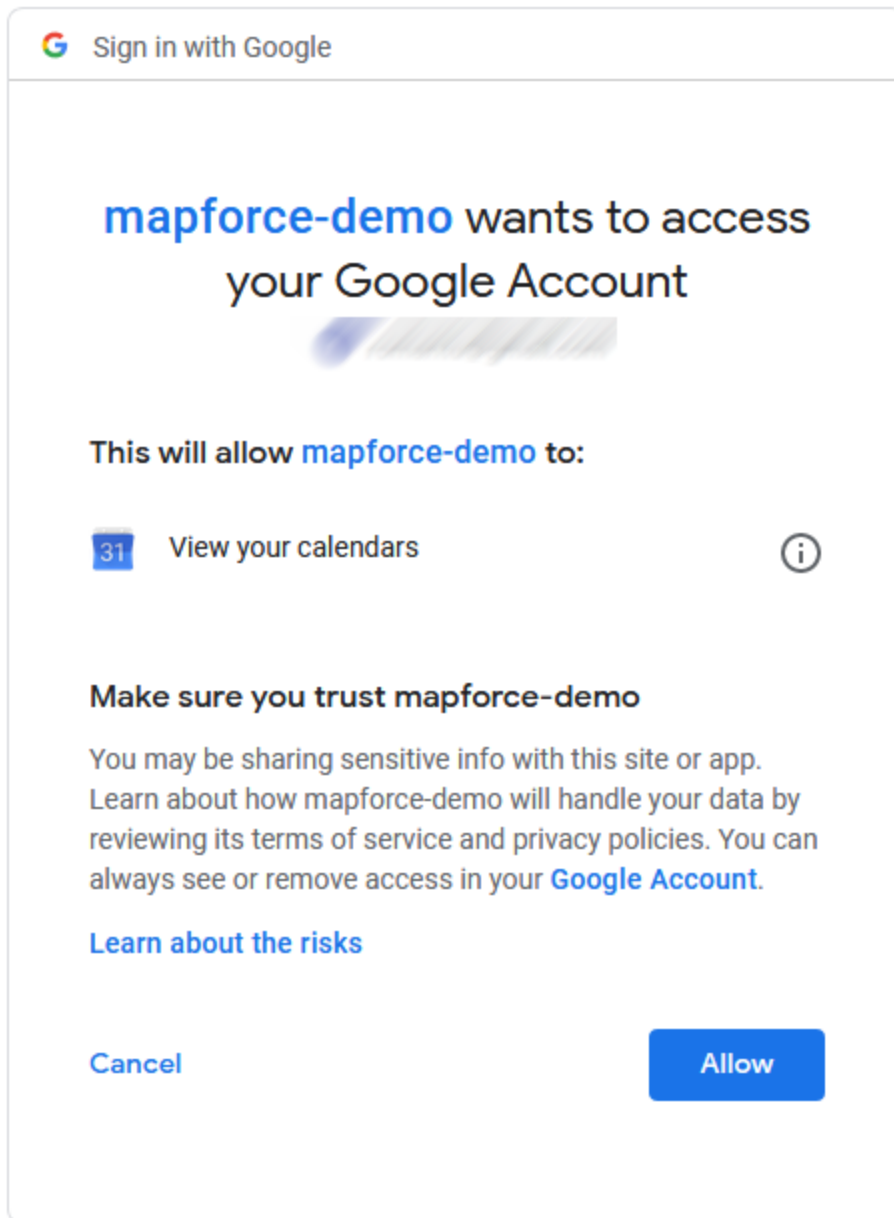 Sign in with Google
mapforce-demo wants to access
your Google Account
This will allow mapforce-demo to:
31
View your calendars
Make sure you trust mapforce-demo
You may be sharing sensitive info with this site or app.
Learn about how mapforce-demo will handle your data by
reviewing its terms of service and privacy policies. You can
always see or remove access in your Google Account.
Learn about the risks
Cancel
Allow